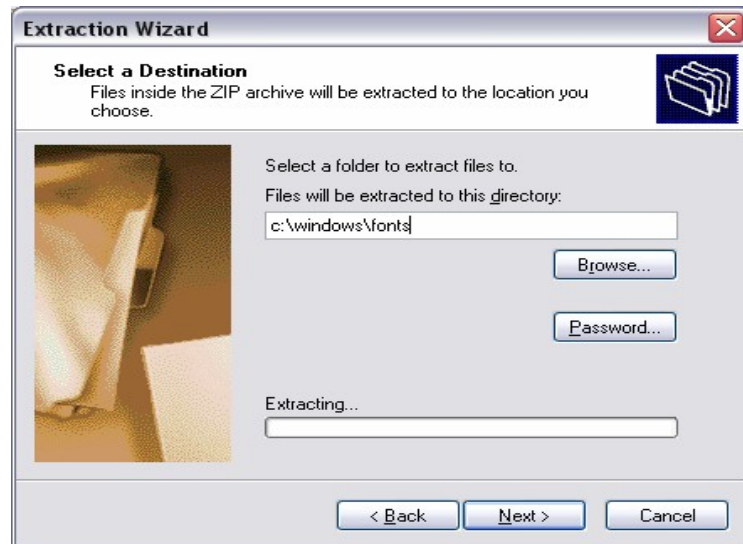 Extraction Wizard
Select a Destination
Files inside the ZIP archive will be extracted to the location you
choose.
Select a folder to extract files to.
Files will be extracted to this directory:
c:\windows\fonts
Browse...
Password...
Extracting...
< Back
Next >
Cancel